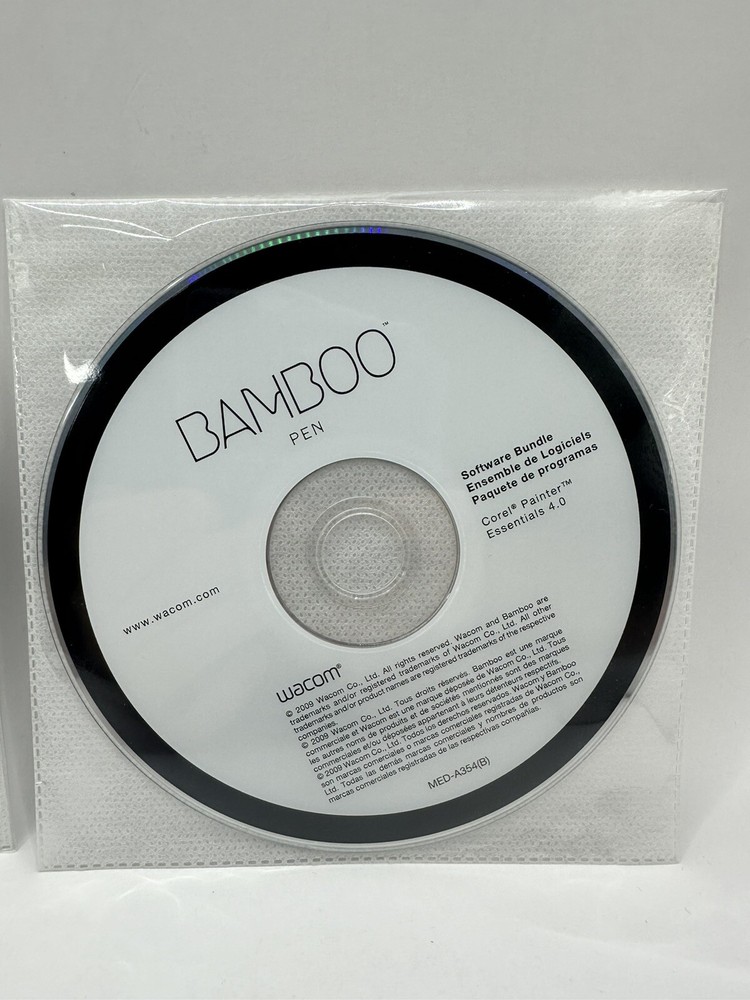 BAMBOO™
PEN
Software Bundle
Ensemble de Logiciels
Paquete de programas
Corel® Painter™
Essentials 4.0
www.wacom.com
wacom®
© 2009 Wacom Co., Ltd. All rights reserved. Wacom and Bamboo are
trademarks and/or registered trademarks of Wacom Co., Ltd. All other
trademarks and/or product names are registered trademarks of the respective
companies.
© 2009 Wacom Co., Ltd. Tous droits réservés. Bamboo est une marque
commerciale et Wacom est une marque déposée de Wacom Co., Ltd. Tous
les autres noms de produits et de sociétés mentionnés sont des marques
commerciales et/ou déposées appartenant à leurs détenteurs respectifs.
© 2009 Wacom Co., Ltd. Todos los derechos reservados. Wacom y Bamboo
son marcas comerciales o marcas comerciales registradas de Wacom Co.,
Ltd. Todas las demás marcas comerciales y nombres de productos son
marcas comerciales registradas de las respectivas compañías.
MED-A354(B)